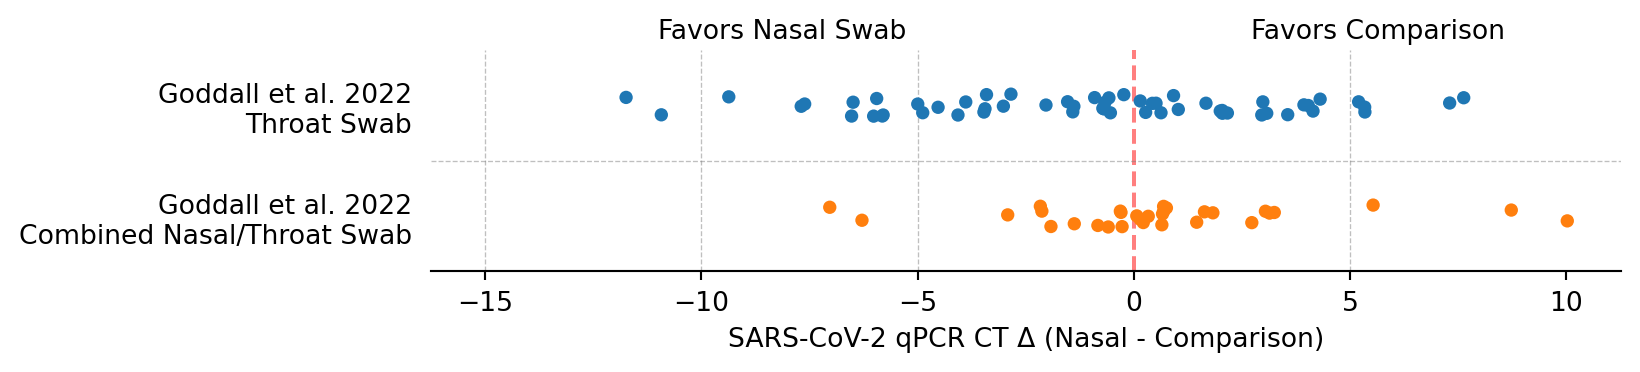 Favors Nasal Swab
Favors Comparison
Goddall et al. 2022
Throat Swab
Goddall et al. 2022
Combined Nasal/Throat Swab
−15
−10
−5
0
5
10
SARS-CoV-2 qPCR CT Δ (Nasal - Comparison)